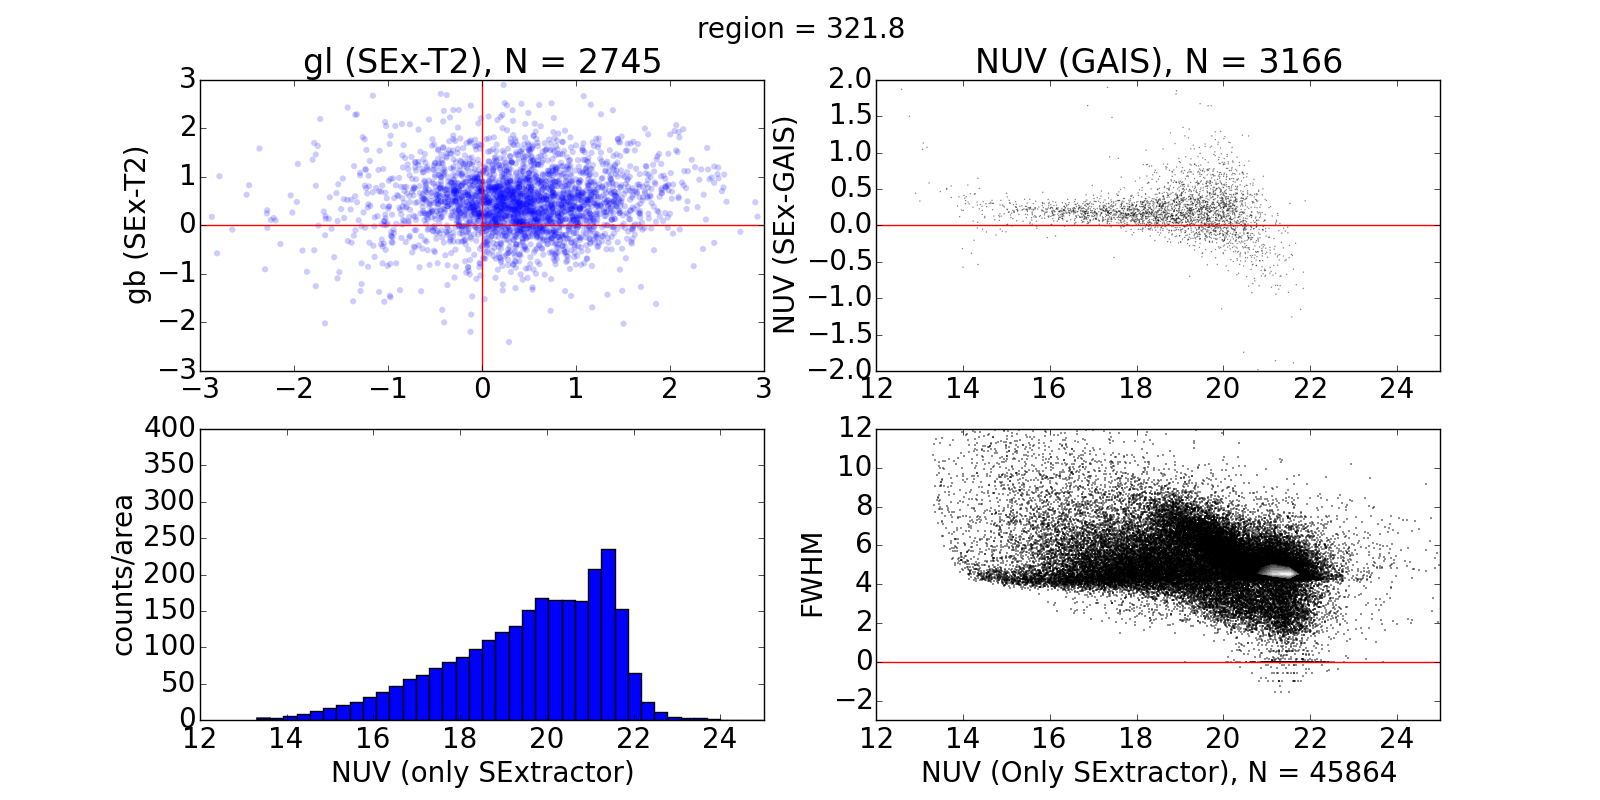 region = 321.8
gl (SEx-T2), N = 2745
NUV (GAIS), N = 3166
gb (SEx-T2)
3
2
1
0
−1
−2
−3
−3 −2 −1 0 1 2 3
NUV (SEx-GAIS)
2.0
1.5
1.0
0.5
0.0
−0.5
−1.0
−1.5
−2.0
12 14 16 18 20 22 24
counts/area
400
350
300
250
200
150
100
50
0
12 14 16 18 20 22 24
NUV (only SExtractor)
FWHM
12
10
8
6
4
2
0
−2
12 14 16 18 20 22 24
NUV (Only SExtractor), N = 45864